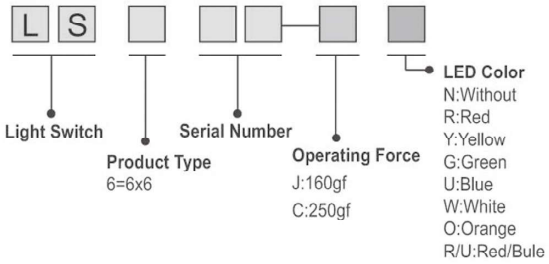 L S
Light Switch
Product Type
6=6x6
Serial Number
Operating Force
J:160gf
C:250gf
LED Color
N:Without
R:Red
Y:Yellow
G:Green
U:Blue
W:White
O:Orange
R/U:Red/Bule